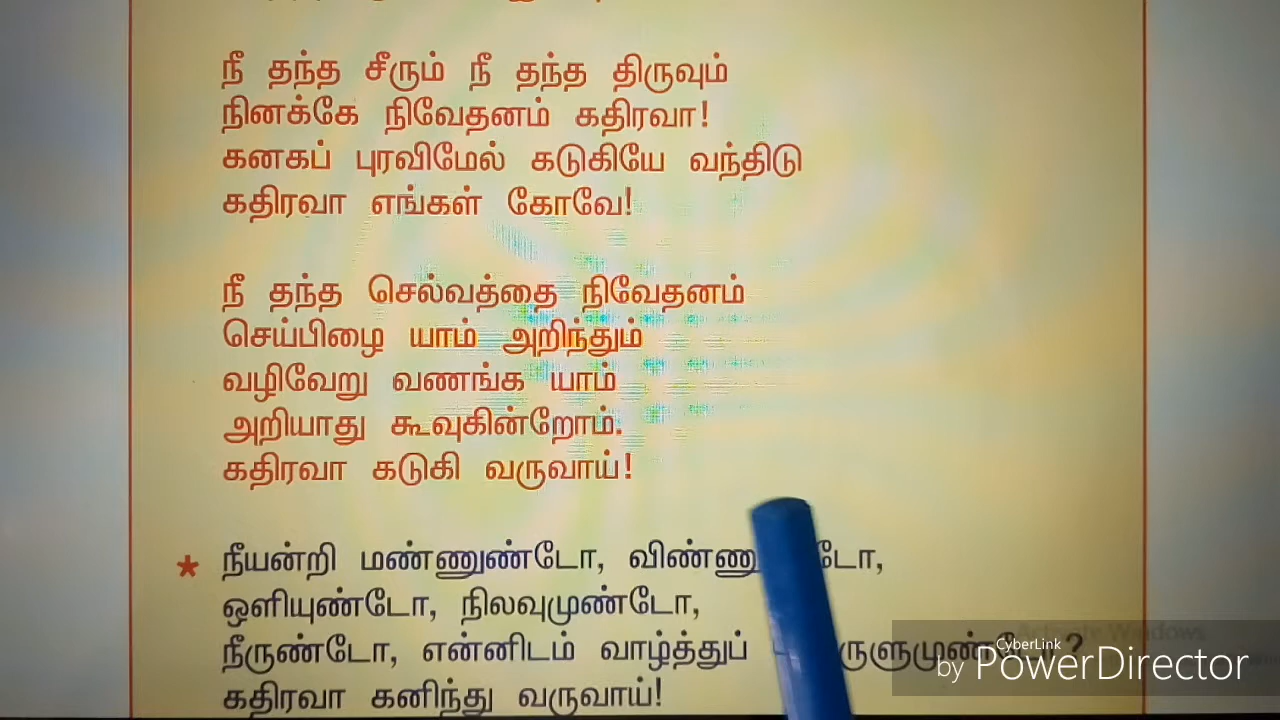 நீ தந்த சீரும் நீ தந்த திருவும்
நினக்கே நிவேதனம் கதிரவா!
கனகப் புரவிமேல் கடுகியே வந்திடு
கதிரவா எங்கள் கோவே!
நீ தந்த செல்வத்தை நிவேதனம்
செய்பிழை யாம் அறிந்தும்
வழிவேறு வணங்க யாம்
அறியாது கூவுகின்றோம்.
கதிரவா கடுகி வருவாய்!
* நீயன்றி மண்ணுண்டோ,
ஒளியுண்டோ, நிலவுமுண்டோ,
நீருண்டோ, என்னிடம் வாழ்த்துப்
கதிரவா கனிந்து வருவாய்!
Activate Windows
CyberLink
by PowerDirector